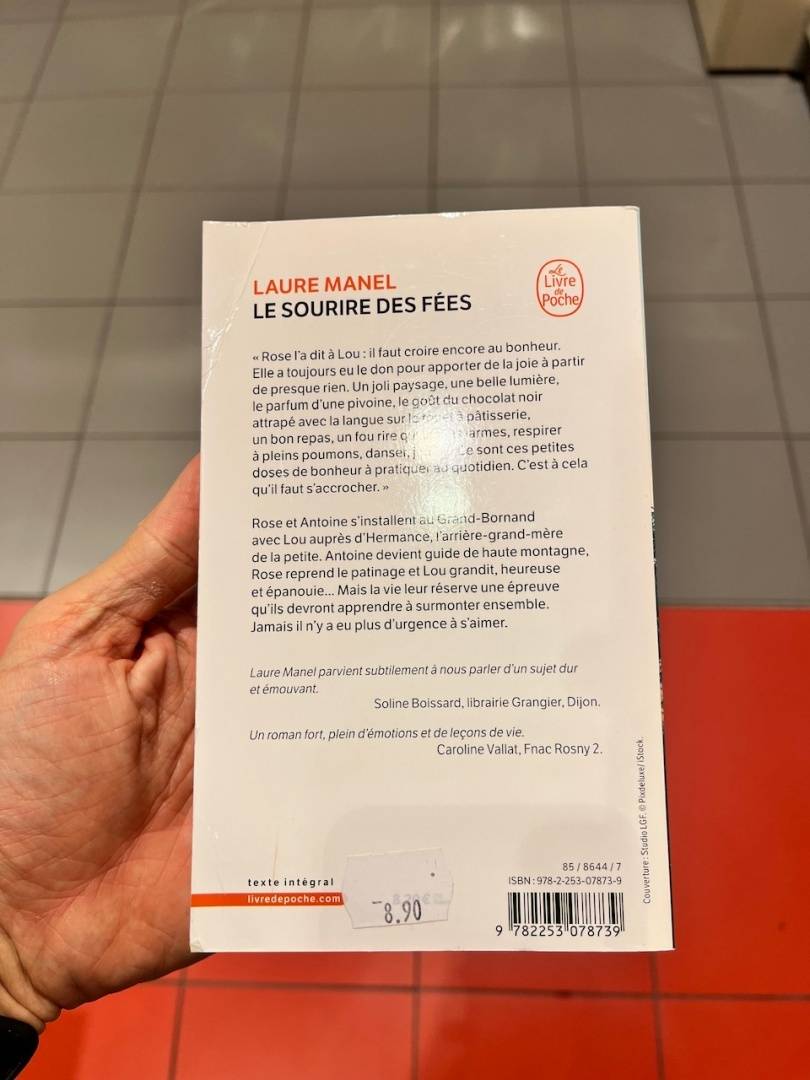 LAURE MANEL
LE SOURIRE DES FÉES
Le
Livre
de
Poche
« Rose l'a dit à Lou : il faut croire encore au bonheur.
Elle a toujours eu le don pour apporter de la joie à partir
de presque rien. Un joli paysage, une belle lumière,
le parfum d'une pivoine, le goût du chocolat noir
attrapé avec la langue sur le fouet à pâtisserie,
un bon repas, un fou rire larmes, respirer
à pleins poumons, danser, Ce sont ces petites
doses de bonheur à pratiquer au quotidien. C'est à cela
qu'il faut s'accrocher. »
Rose et Antoine s'installent au Grand-Bornand
avec Lou auprès d'Hermance, l'arrière-grand-mère
de la petite. Antoine devient guide de haute montagne,
Rose reprend le patinage et Lou grandit, heureuse
et épanouie... Mais la vie leur réserve une épreuve
qu'ils devront apprendre à surmonter ensemble.
Jamais il n'y a eu plus d'urgence à s'aimer.
Laure Manel parvient subtilement à nous parler d'un sujet dur
et émouvant.
Soline Boissard, librairie Grangier, Dijon.
Un roman fort, plein d'émotions et de leçons de vie.
Caroline Vallat, Fnac Rosny 2.
Couverture : Studio LGF. © Pixdeluxe / iStock.
texte intégral
livredepoche.com
8.90
85 / 8644 / 7
ISBN : 978-2-253-07873-9
9 782253 078739